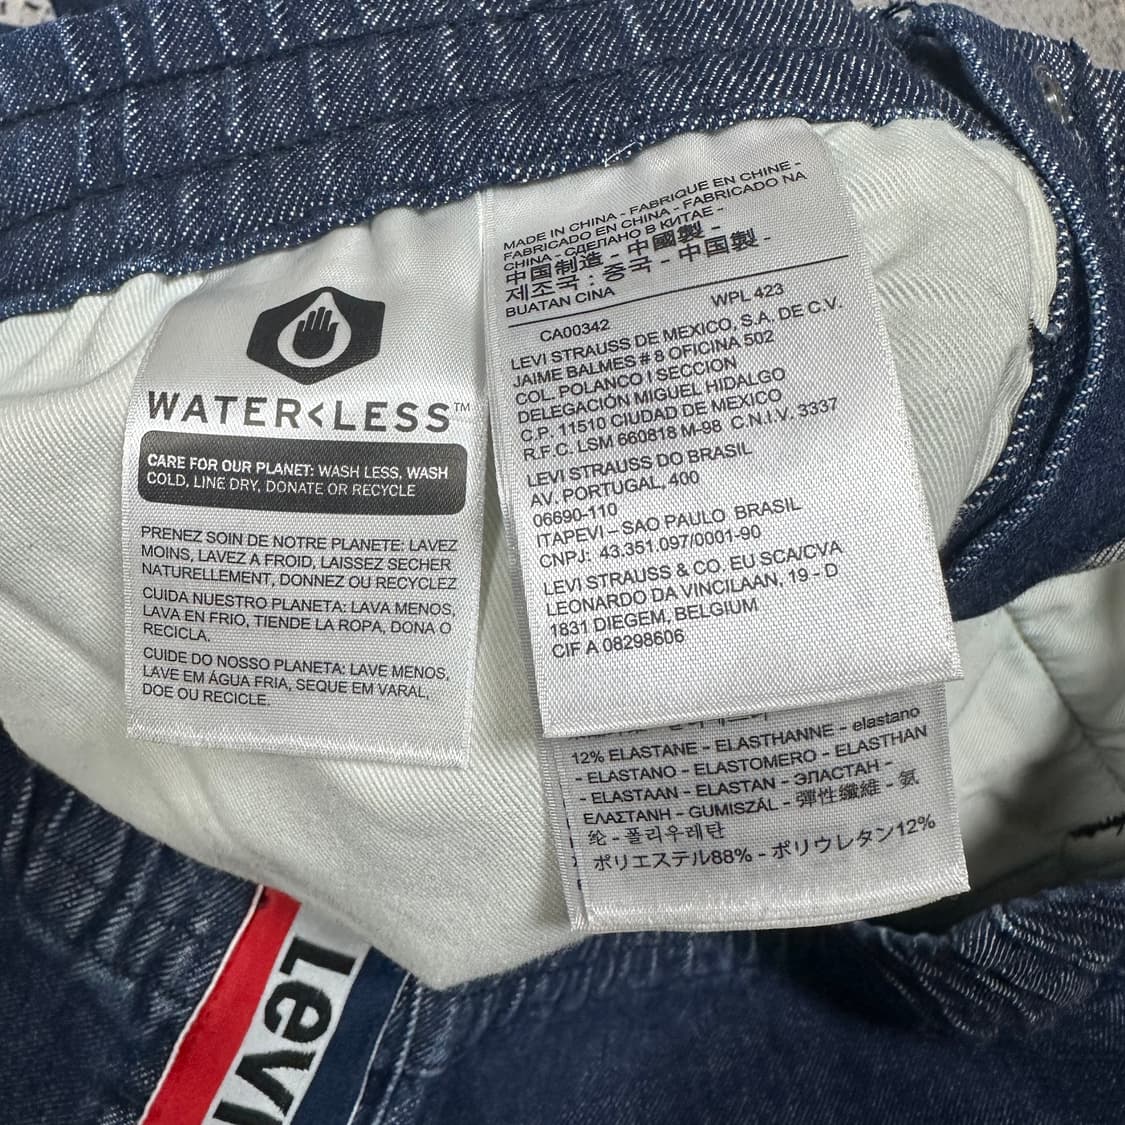 WATER<LESS™
CARE FOR OUR PLANET: WASH LESS, WASH
COLD, LINE DRY, DONATE OR RECYCLE
PRENEZ SOIN DE NOTRE PLANETE: LAVEZ
MOINS, LAVEZ A FROID, LAISSEZ SECHER
NATURELLEMENT, DONNEZ OU RECYCLEZ
CUIDA NUESTRO PLANETA: LAVA MENOS,
LAVA EN FRIO, TIENDE LA ROPA, DONA O
RECICLA.
CUIDE DO NOSSO PLANETA: LAVE MENOS,
LAVE EM ÁGUA FRIA, SEQUE EM VARAL,
DOE OU RECICLE.
MADE IN CHINA - FABRIQUE EN CHINE -
FABRICADO EN CHINA - FABRICADO NA
CHINA - СДЕЛАНО В КИТАЕ -
中国制造 - 中國製 -
제조국 : 중국 - 中国製 -
BUATAN CINA
CA00342 WPL 423
LEVI STRAUSS DE MEXICO, S.A. DE C.V.
JAIME BALMES # 8 OFICINA 502
COL. POLANCO I SECCION
DELEGACIÓN MIGUEL HIDALGO
C.P. 11510 CIUDAD DE MEXICO
R.F.C. LSM 660818 M-98 C.N.I.V. 3337
LEVI STRAUSS DO BRASIL
AV. PORTUGAL, 400
06690-110
ITAPEVI – SAO PAULO BRASIL
CNPJ: 43.351.097/0001-90
LEVI STRAUSS & CO. EU SCA/CVA
LEONARDO DA VINCILAAN, 19 - D
1831 DIEGEM, BELGIUM
CIF A 08298606
12% ELASTANE - ELASTHANNE - elastano
- ELASTANO - ELASTOMERO - ELASTHAN
- ELASTAAN - ELASTAN - ЭЛАСТАН -
ΕΛΑΣΤΑΝΗ - GUMISZÁL - 彈性纖維 - 氨
纶 - 폴리우레탄
ポリエステル88% - ポリウレタン12%
Levi